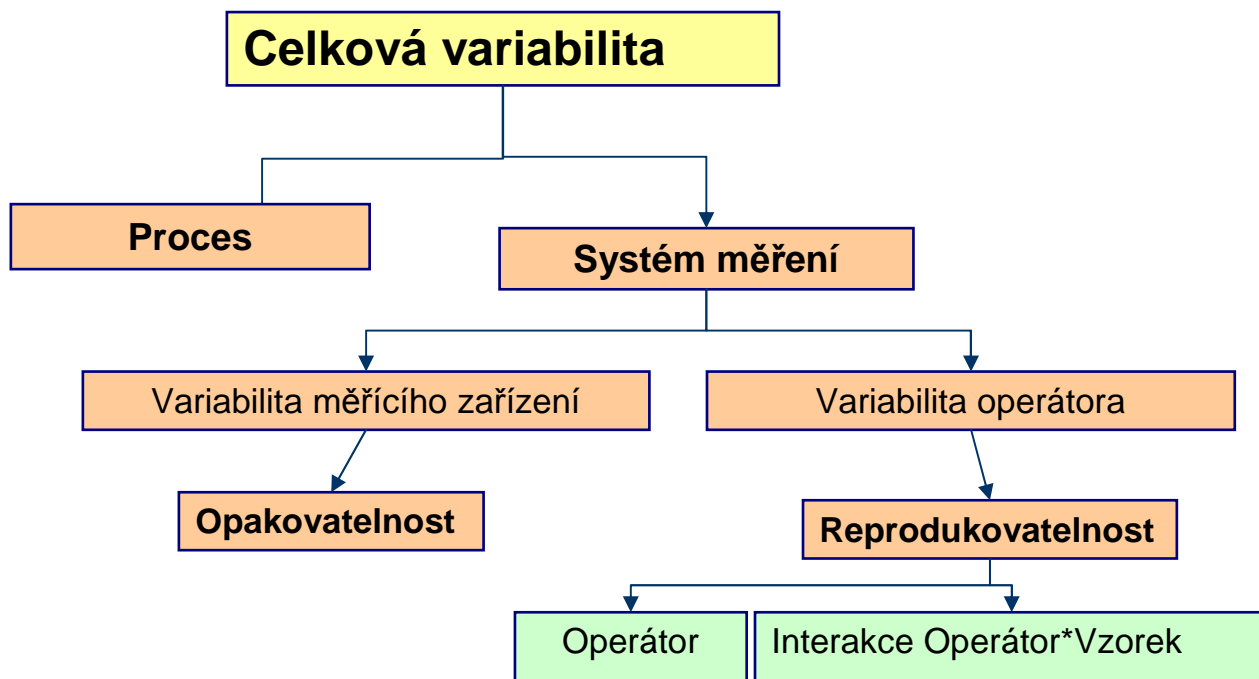 Celková variabilita
Proces
Systém měření
Variabilita měřícího zařízení
Variabilita operátora
Opakovatelnost
Reprodukovatelnost
Operátor
Interakce Operátor*Vzorek